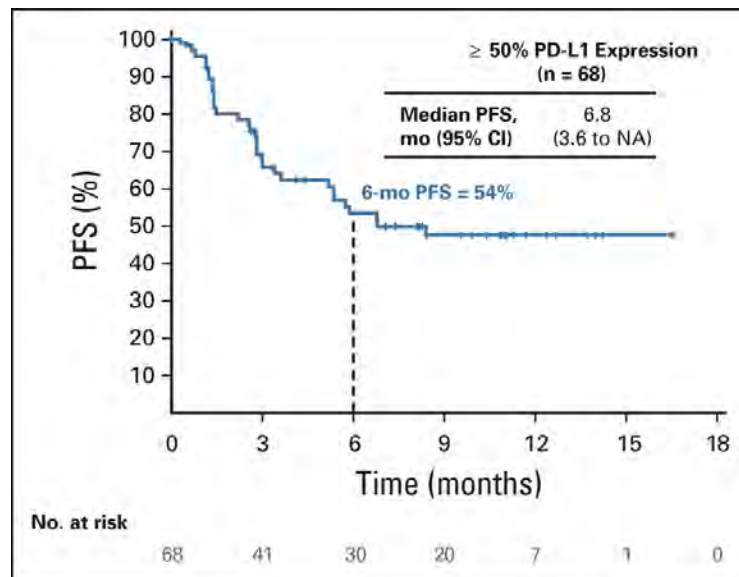 ≥ 50% PD-L1 Expression
(n = 68)
Median PFS, 6.8
mo (95% CI) (3.6 to NA)
6-mo PFS = 54%
PFS (%)
100
90
80
70
60
50
40
30
20
10
0 3 6 9 12 15 18
Time (months)
No. at risk
68 41 30 20 7 1 0